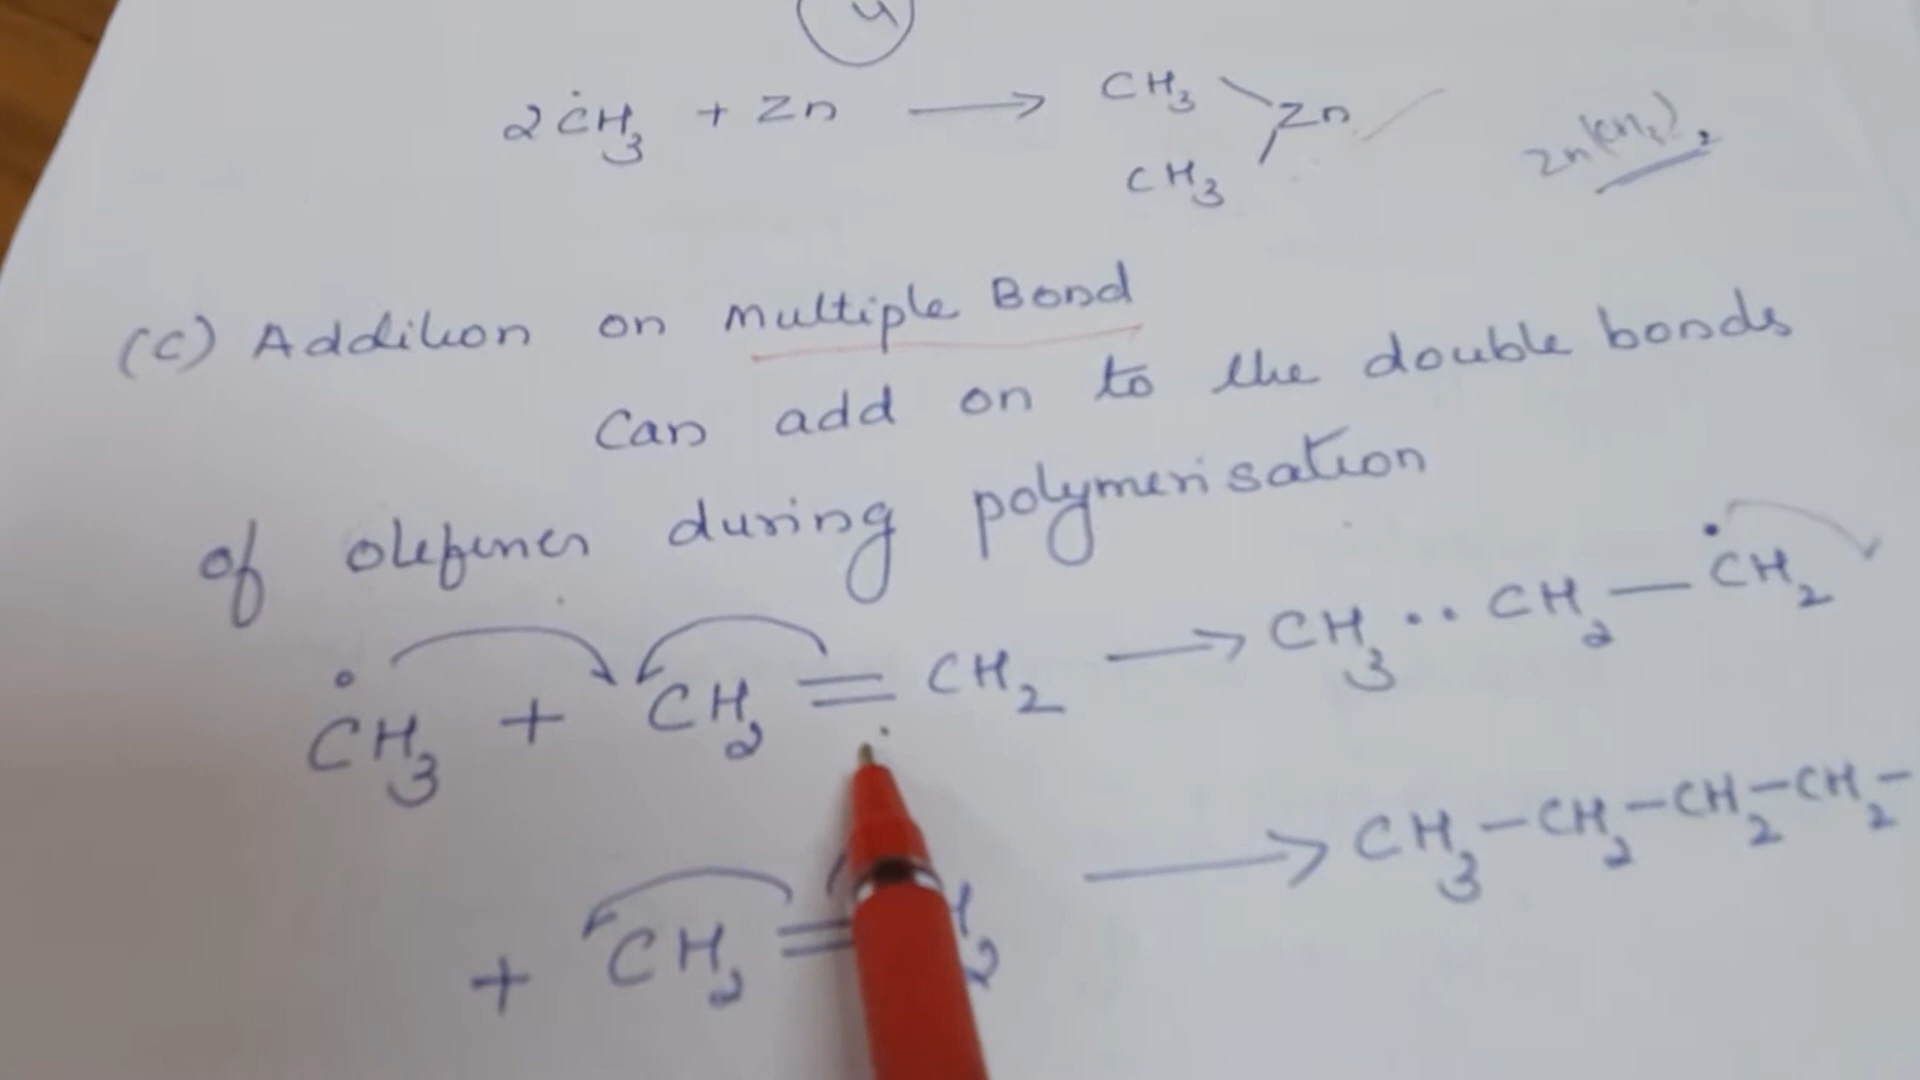 4
2ĊH₃ + Zn ⟶ CH₃ \ Zn
CH₃ /
Zn(CH₃)₂
(C) Addition on Multiple Bond
Can add on to the double bonds
of olefines during polymerisation
ĊH₃ + CH₂ = CH₂ ⟶ CH₃ ·· CH₂ — ĊH₂
+ CH₂ = ⟶ CH₃ – CH₂ – CH₂ – CH₂ –